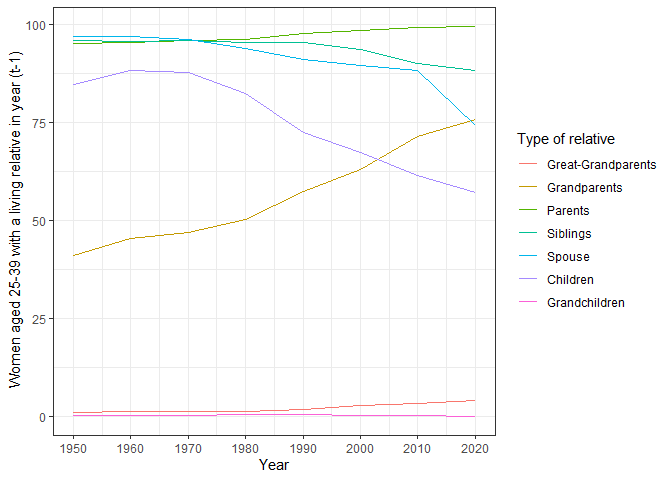 Women aged 25-39 with a living relative in year (t-1)
100
75
50
25
0
1950 1960 1970 1980 1990 2000 2010 2020
Year
Type of relative
Great-Grandparents
Grandparents
Parents
Siblings
Spouse
Children
Grandchildren